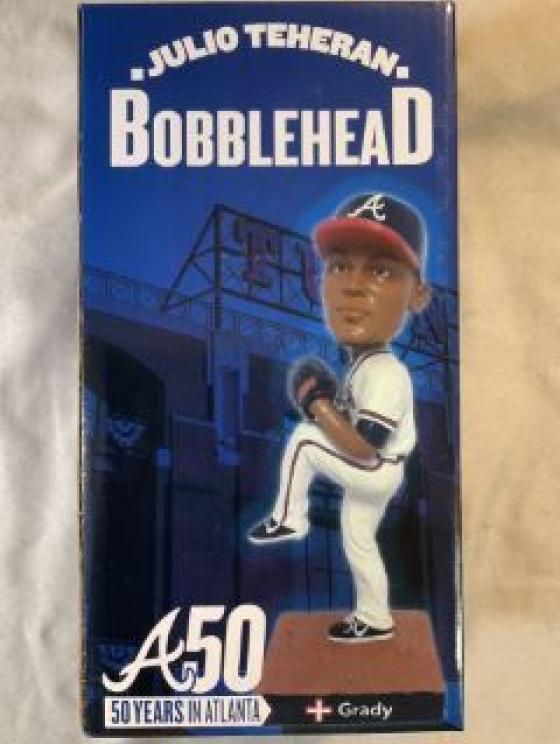 JULIO TEHERAN
BOBBLEHEAD
A
A50
50 YEARS IN ATLANTA
Grady